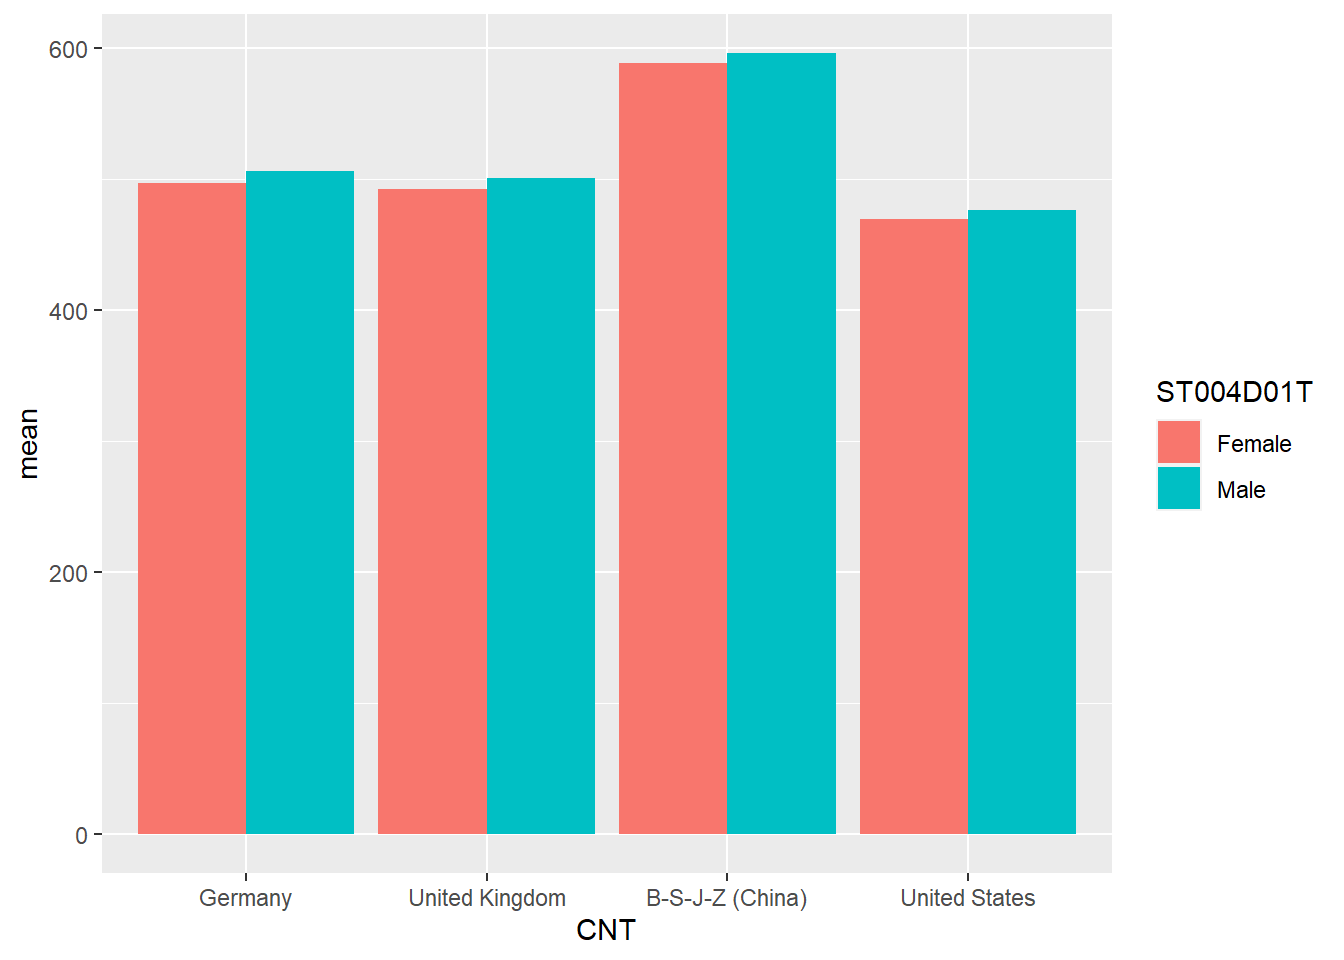 600
400
200
0
mean
Germany
United Kingdom
B-S-J-Z (China)
United States
CNT
ST004D01T
Female
Male